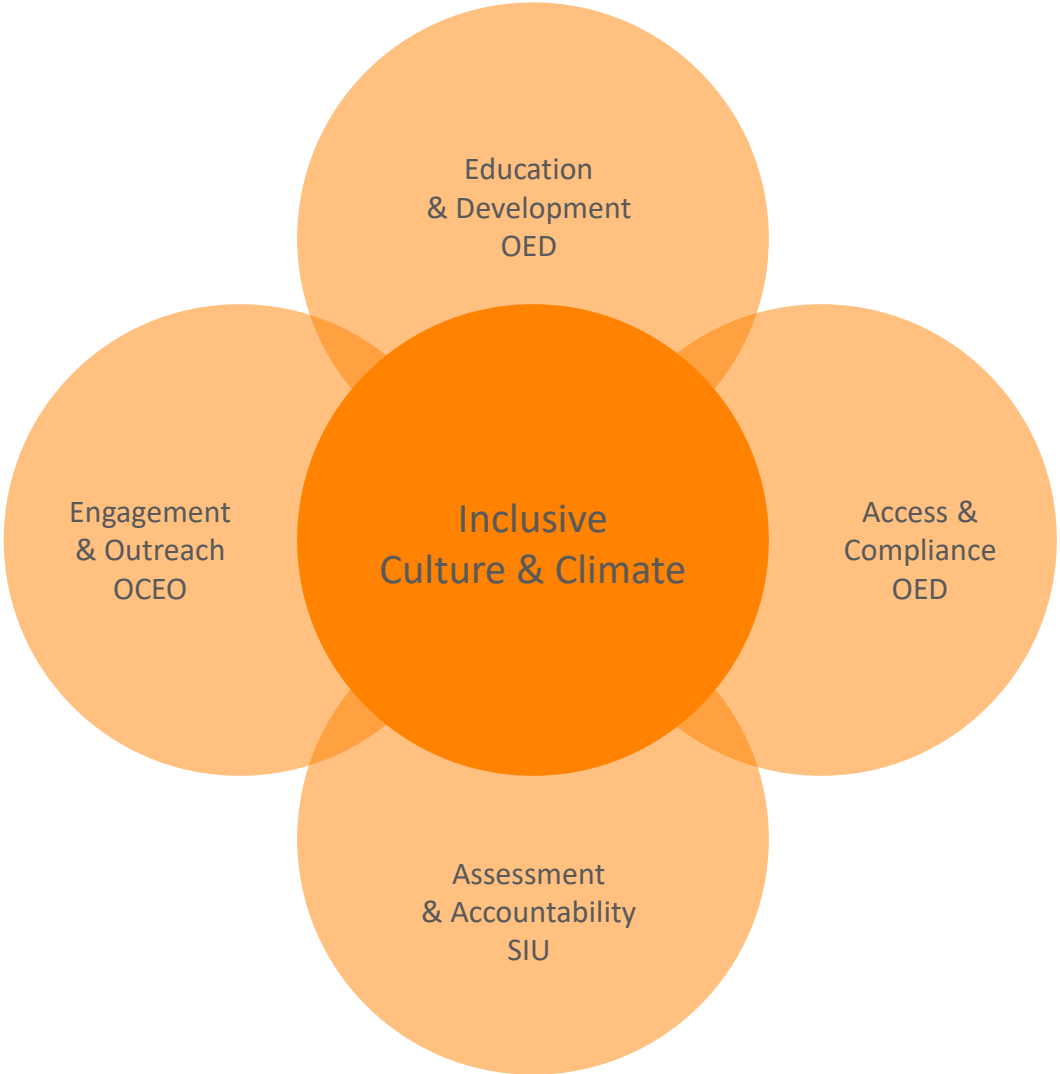 Education
& Development
OED
Engagement
& Outreach
OCEO
Inclusive
Culture & Climate
Access &
Compliance
OED
Assessment
& Accountability
SIU